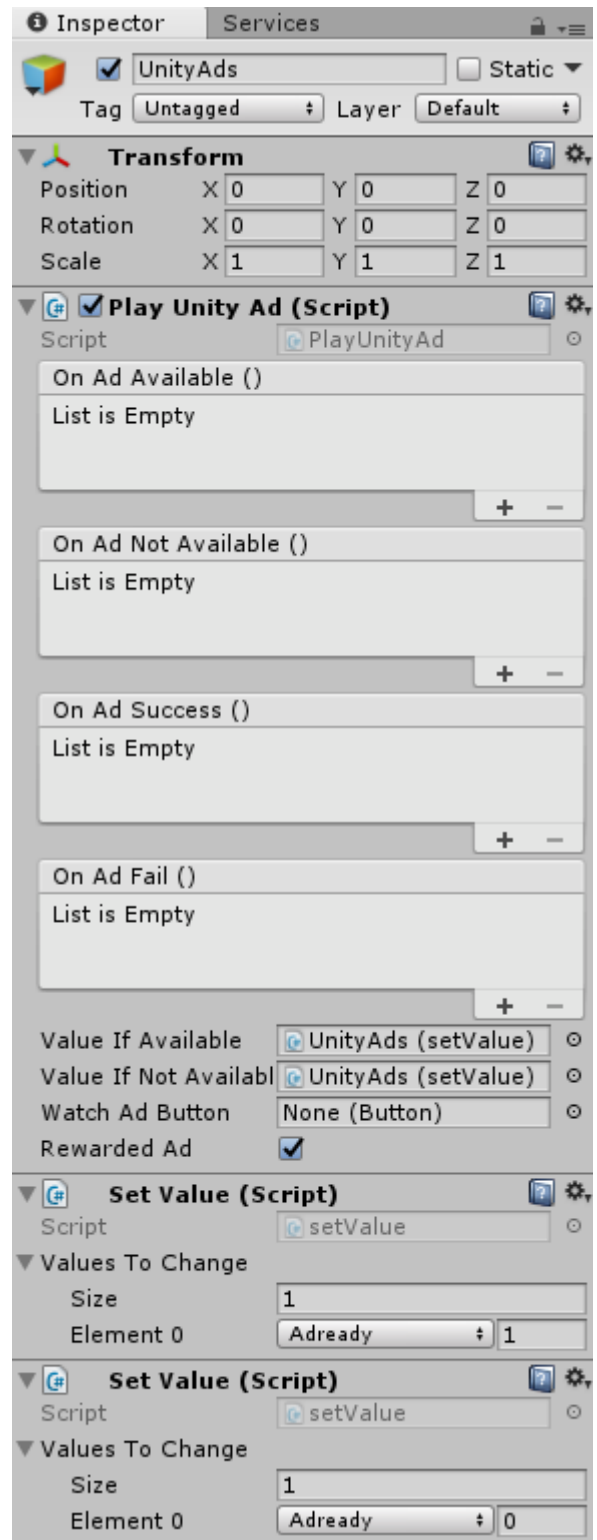 Inspector Services
UnityAds Static
Tag Untagged Layer Default
Transform
Position X 0 Y 0 Z 0
Rotation X 0 Y 0 Z 0
Scale X 1 Y 1 Z 1
Play Unity Ad (Script)
Script PlayUnityAd
On Ad Available ()
List is Empty
+ −
On Ad Not Available ()
List is Empty
+ −
On Ad Success ()
List is Empty
+ −
On Ad Fail ()
List is Empty
+ −
Value If Available UnityAds (setValue)
Value If Not Availabl UnityAds (setValue)
Watch Ad Button None (Button)
Rewarded Ad
Set Value (Script)
Script setValue
Values To Change
Size 1
Element 0 Adready 1
Set Value (Script)
Script setValue
Values To Change
Size 1
Element 0 Adready 0